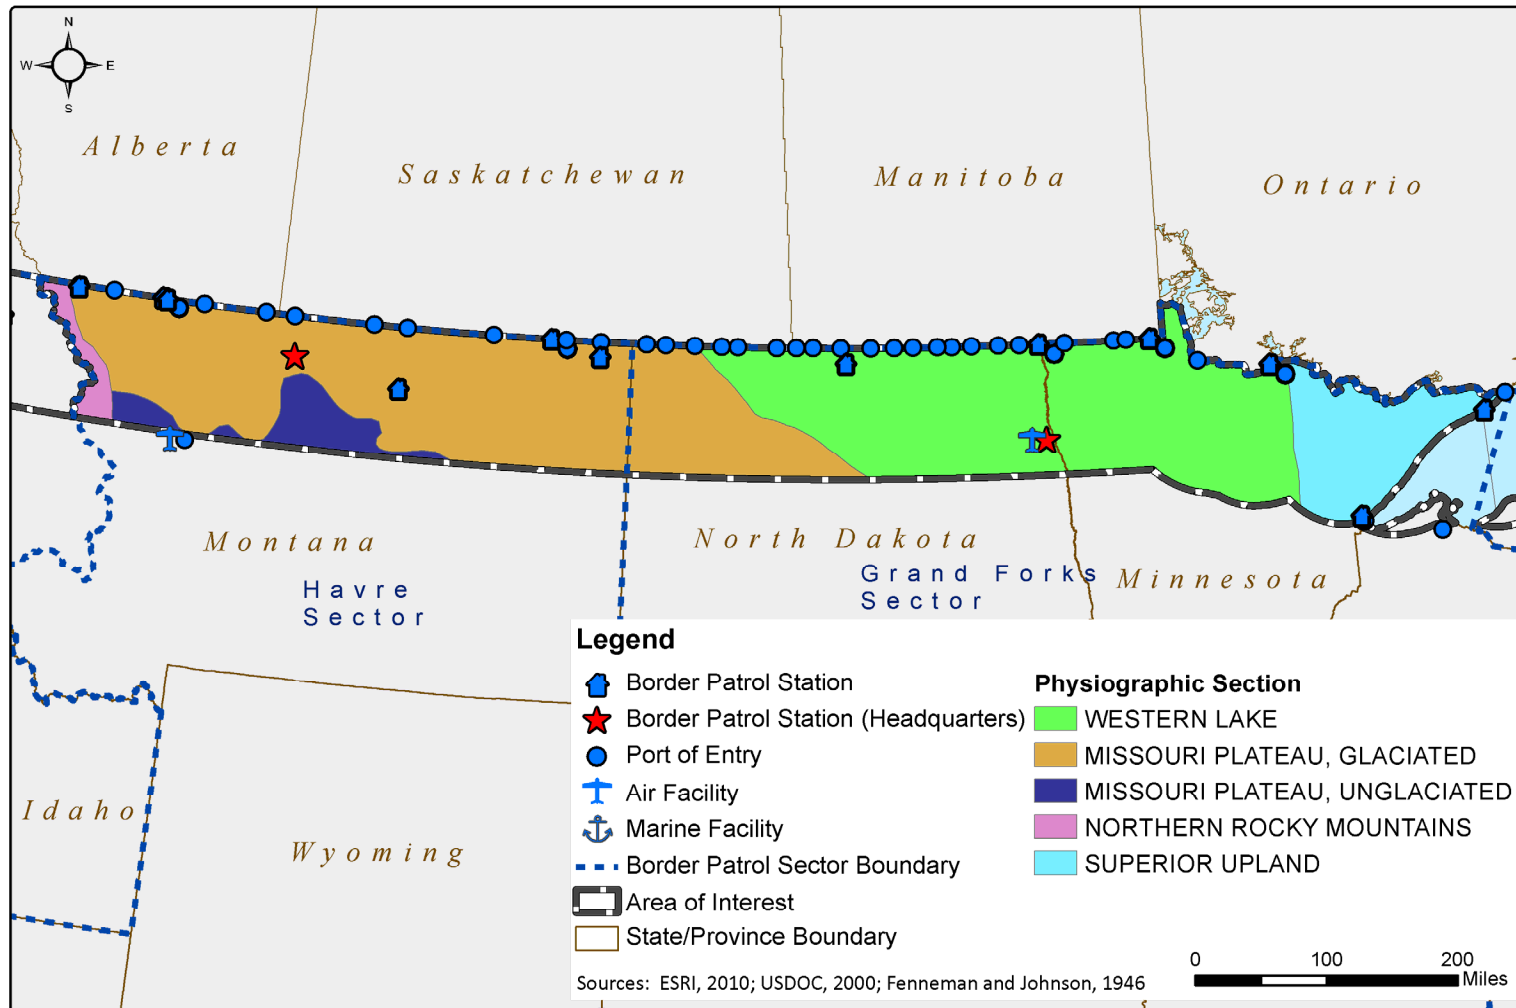 N
W E
S
Alberta
Saskatchewan
Manitoba
Ontario
Montana
North Dakota
Minnesota
Havre
Sector
Grand Forks
Sector
Idaho
Wyoming
Legend
Border Patrol Station
Border Patrol Station (Headquarters)
Port of Entry
Air Facility
Marine Facility
Border Patrol Sector Boundary
Area of Interest
State/Province Boundary
Physiographic Section
WESTERN LAKE
MISSOURI PLATEAU, GLACIATED
MISSOURI PLATEAU, UNGLACIATED
NORTHERN ROCKY MOUNTAINS
SUPERIOR UPLAND
0 100 200
Miles
Sources: ESRI, 2010; USDOC, 2000; Fenneman and Johnson, 1946